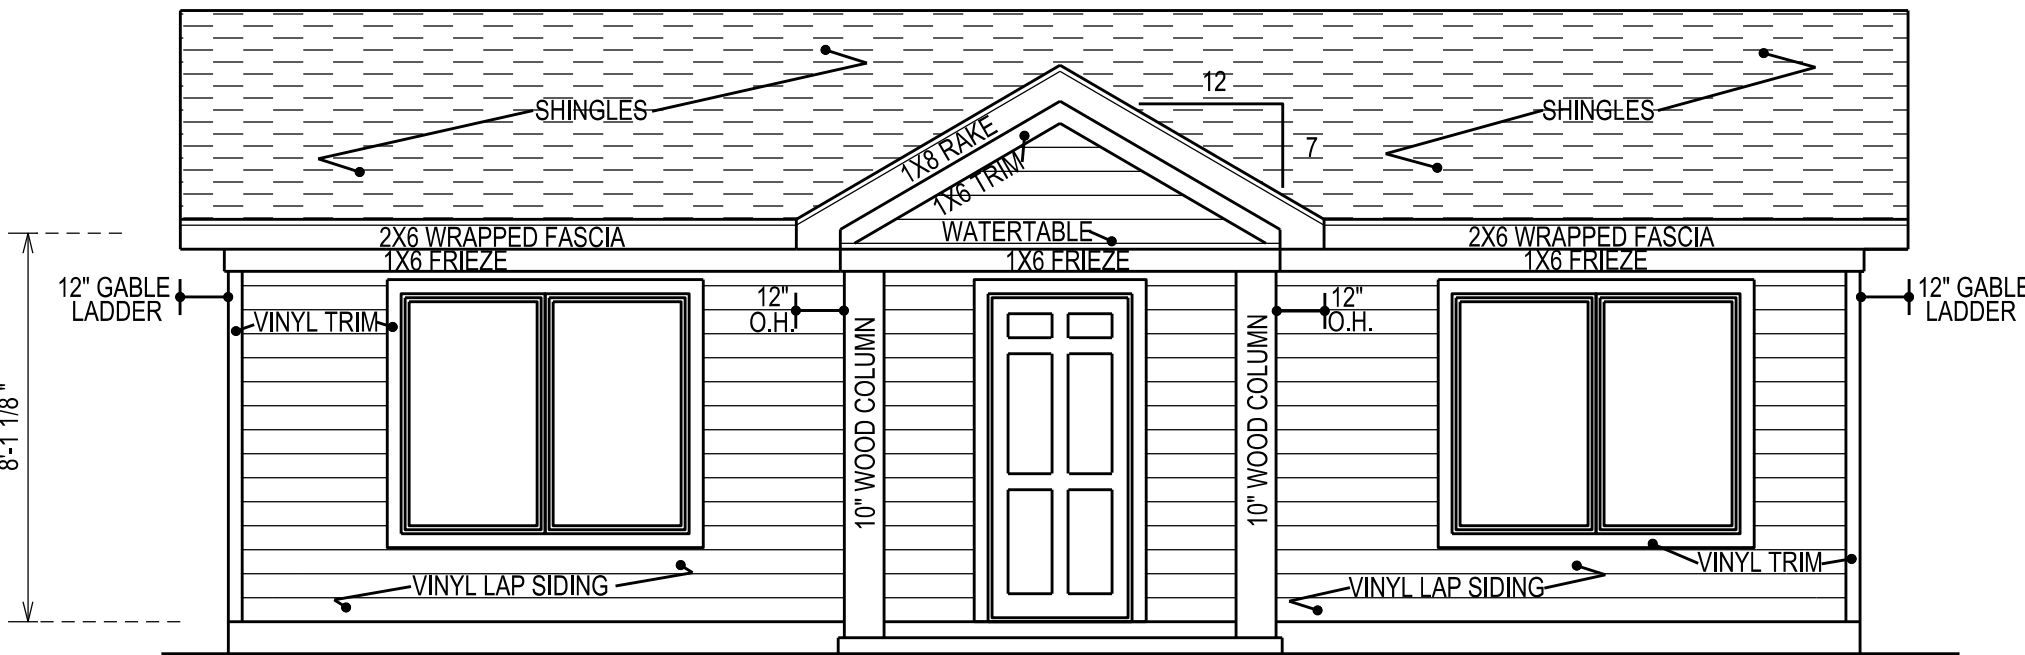 12
SHINGLES
SHINGLES
7
1X8 RAKE
1X6 TRIM
WATERTABLE
2X6 WRAPPED FASCIA
2X6 WRAPPED FASCIA
1X6 FRIEZE
1X6 FRIEZE
1X6 FRIEZE
12" GABLE
LADDER
12"
O.H.
12"
O.H.
12" GABLE
LADDER
VINYL TRIM
8'-1 1/8"
10" WOOD COLUMN
10" WOOD COLUMN
VINYL TRIM
VINYL LAP SIDING
VINYL LAP SIDING